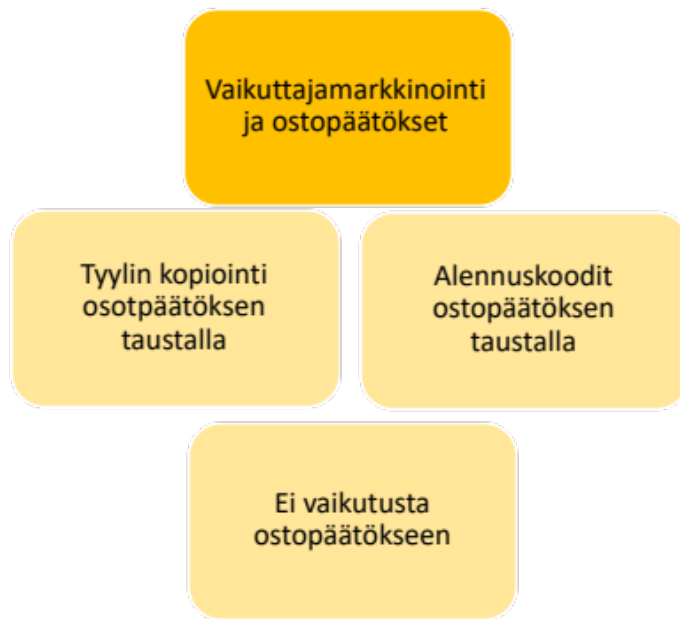 Vaikuttajamarkkinointi
ja ostopäätökset
Tyylin kopiointi
osotpäätöksen
taustalla
Alennuskoodit
ostopäätöksen
taustalla
Ei vaikutusta
ostopäätökseen